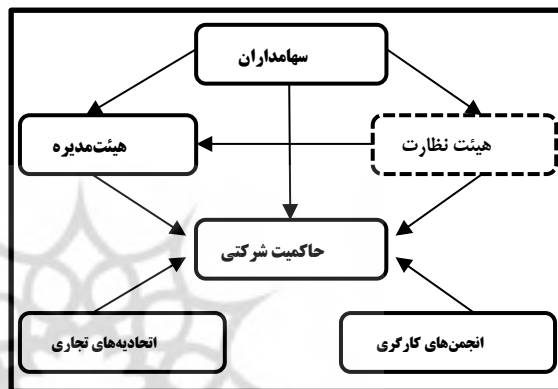 سهامداران
هیئت‌مدیره
هیئت نظارت
حاکمیت شرکتی
اتحادیه‌های تجاری
انجمن‌های کارگری